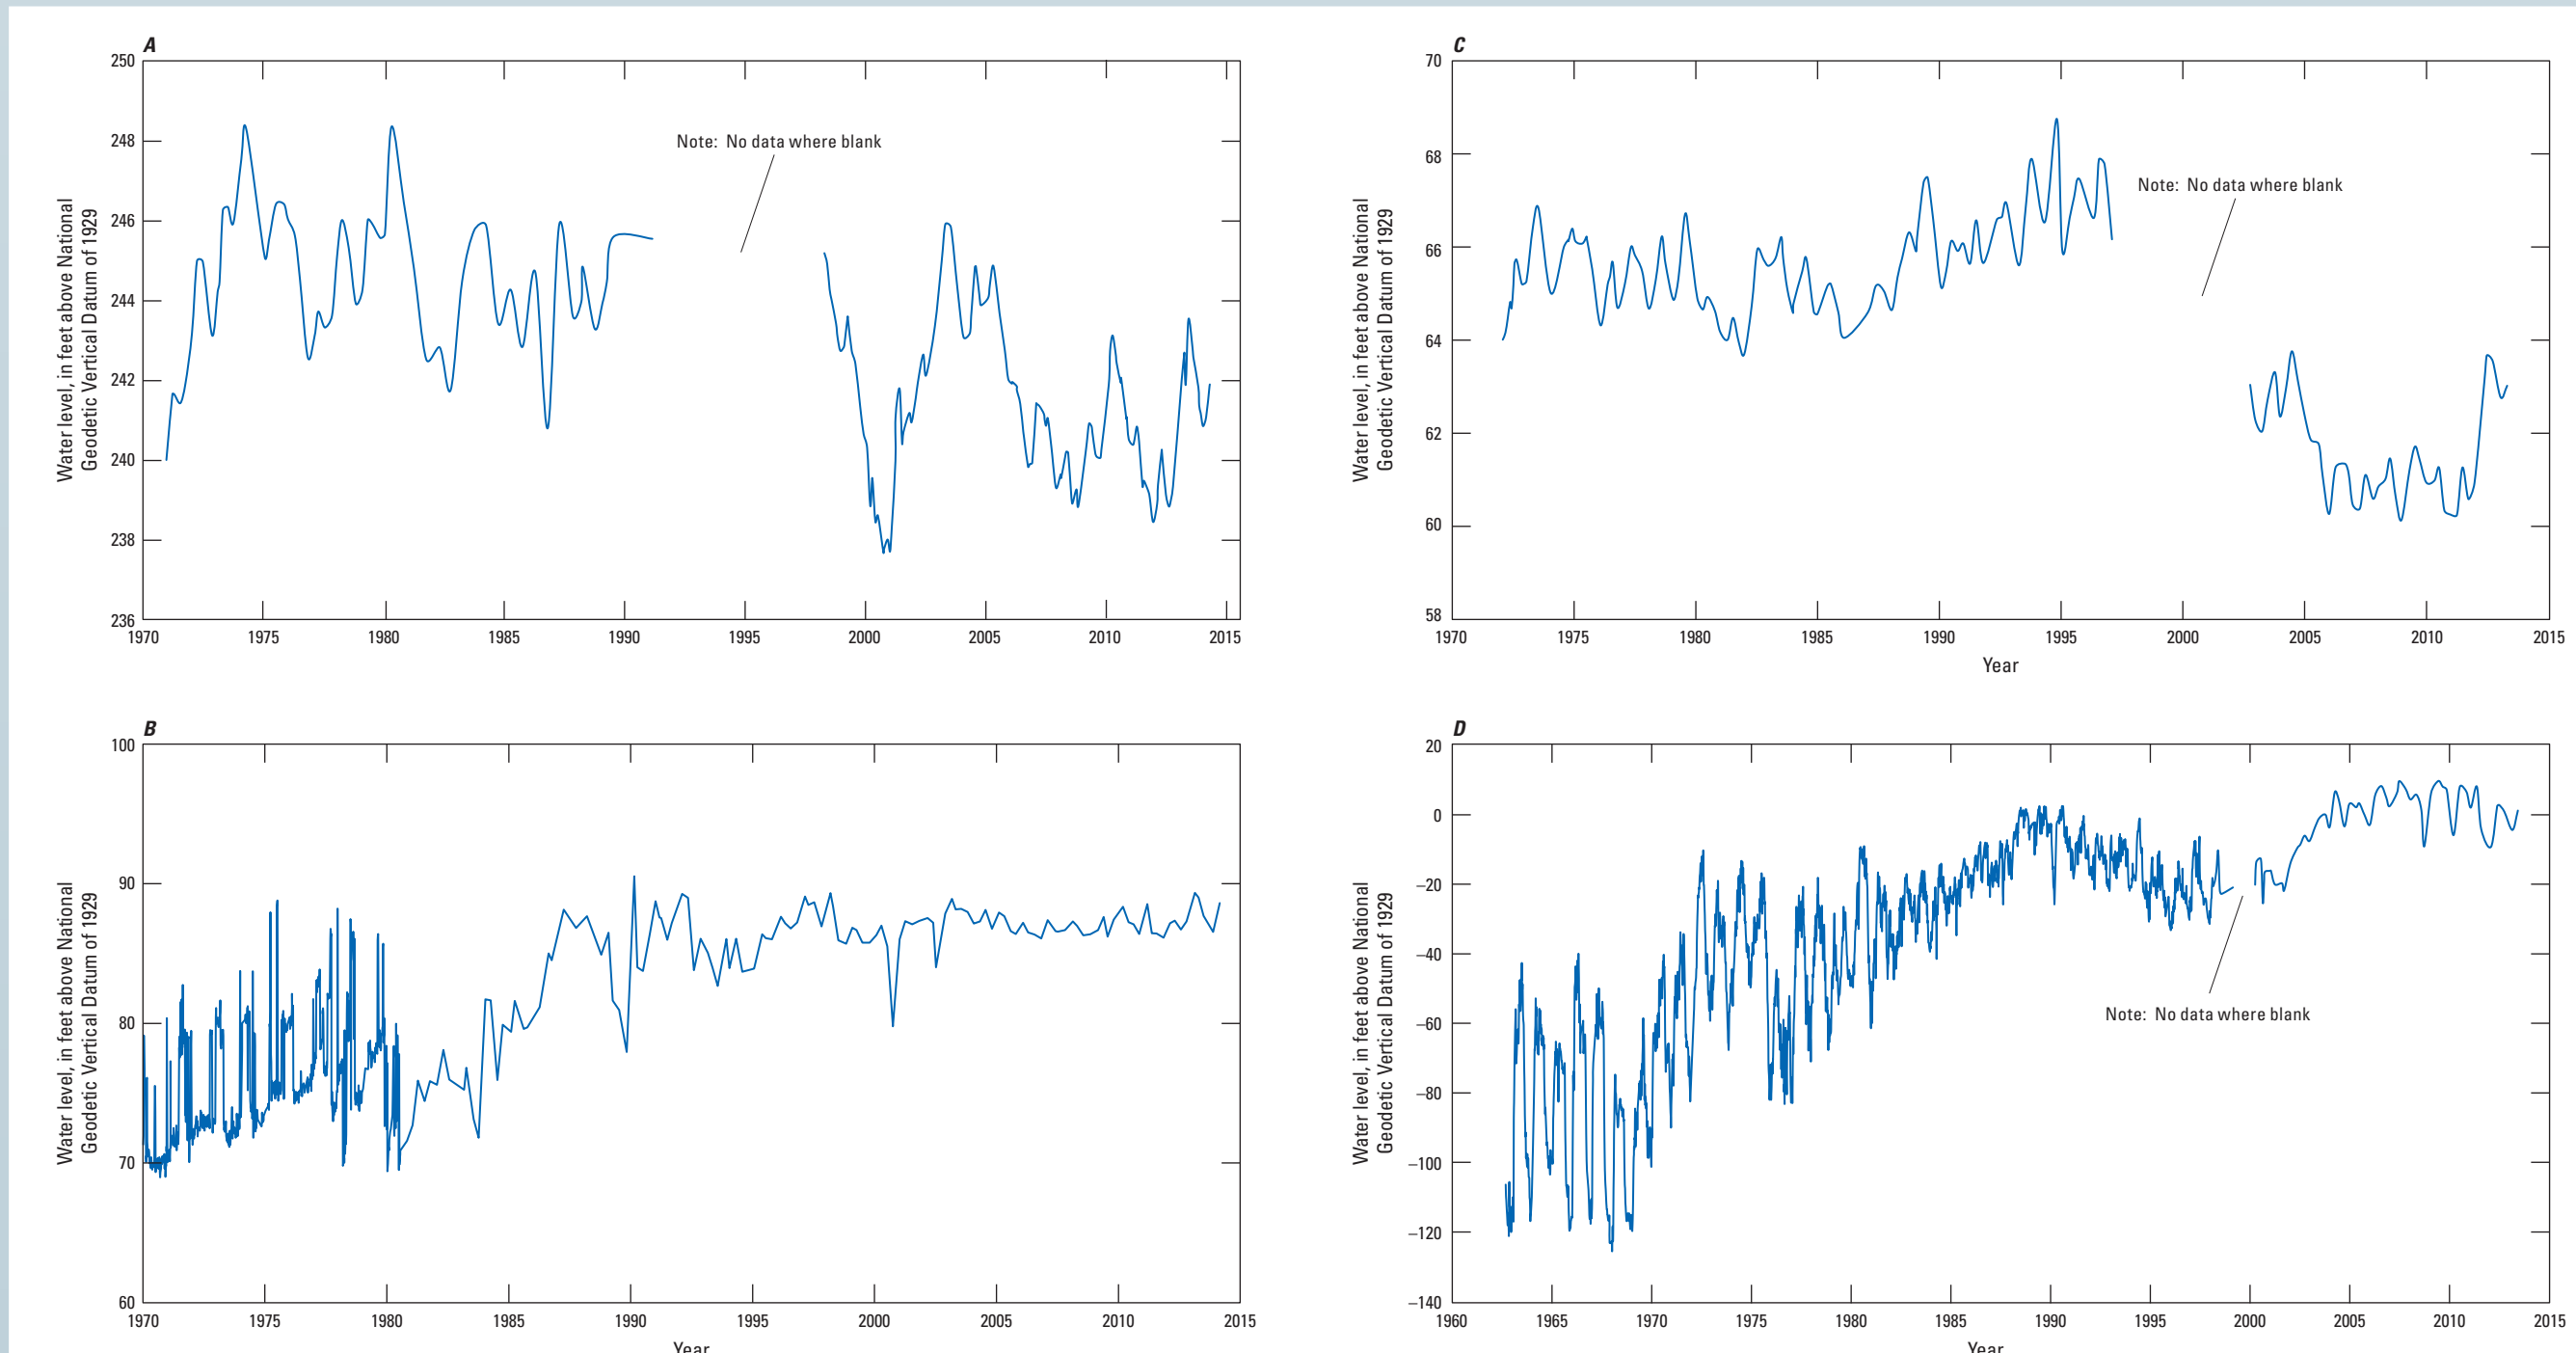 A
250
248
246
244
242
240
238
236
Water level, in feet above National
Geodetic Vertical Datum of 1929
Note: No data where blank
1970 1975 1980 1985 1990 1995 2000 2005 2010 2015
C
70
68
66
64
62
60
58
Water level, in feet above National
Geodetic Vertical Datum of 1929
Note: No data where blank
1970 1975 1980 1985 1990 1995 2000 2005 2010 2015
Year
B
100
90
80
70
60
Water level, in feet above National
Geodetic Vertical Datum of 1929
1970 1975 1980 1985 1990 1995 2000 2005 2010 2015
Year
D
20
0
–20
–40
–60
–80
–100
–120
–140
Water level, in feet above National
Geodetic Vertical Datum of 1929
Note: No data where blank
1960 1965 1970 1975 1980 1985 1990 1995 2000 2005 2010 2015
Year